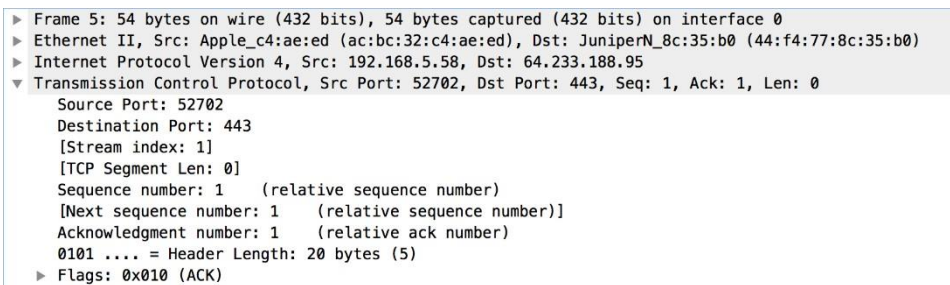 Frame 5: 54 bytes on wire (432 bits), 54 bytes captured (432 bits) on interface 0
Ethernet II, Src: Apple_c4:ae:ed (ac:bc:32:c4:ae:ed), Dst: JuniperN_8c:35:b0 (44:f4:77:8c:35:b0)
Internet Protocol Version 4, Src: 192.168.5.58, Dst: 64.233.188.95
Transmission Control Protocol, Src Port: 52702, Dst Port: 443, Seq: 1, Ack: 1, Len: 0
Source Port: 52702
Destination Port: 443
[Stream index: 1]
[TCP Segment Len: 0]
Sequence number: 1    (relative sequence number)
[Next sequence number: 1    (relative sequence number)]
Acknowledgment number: 1    (relative ack number)
0101 .... = Header Length: 20 bytes (5)
Flags: 0x010 (ACK)